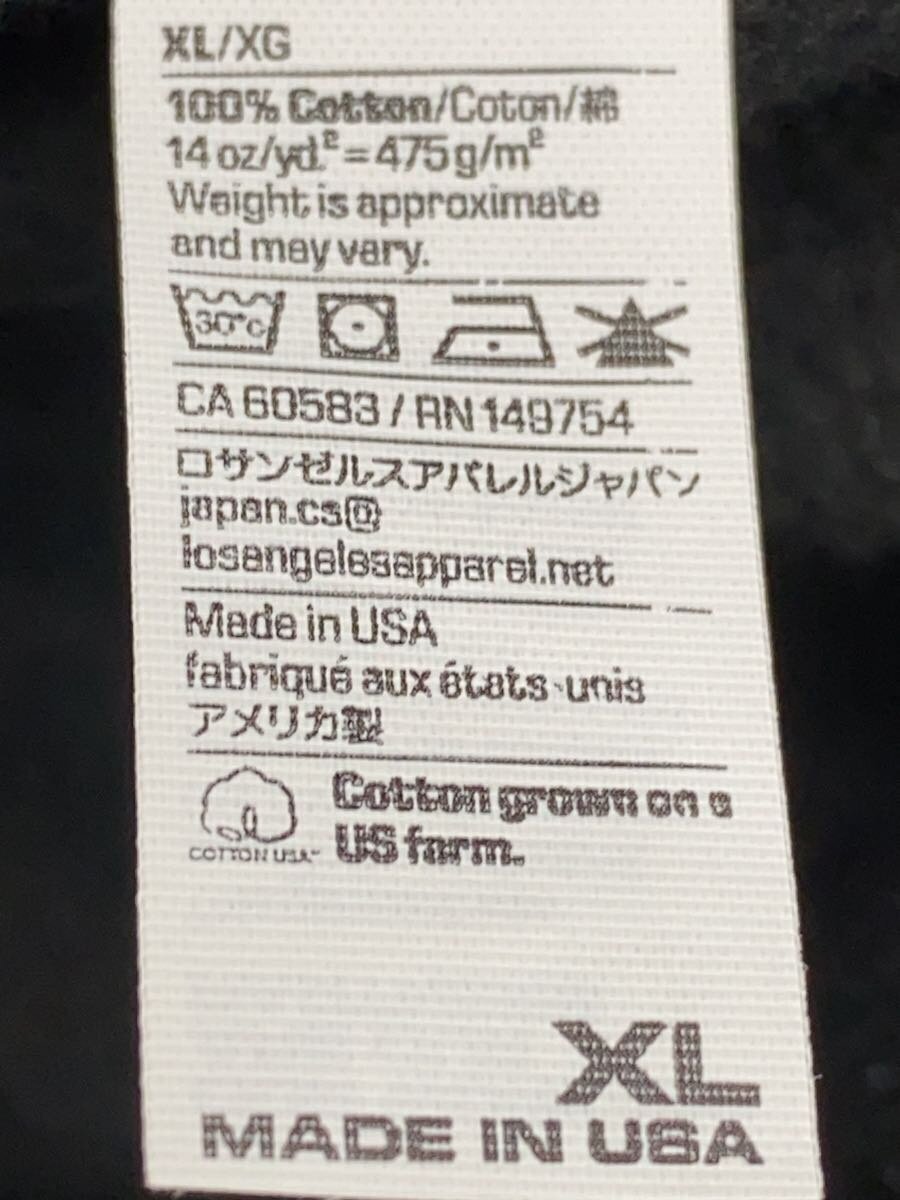 XL/XG
100% Cotton/Coton/綿
14 oz/yd.² = 475 g/m²
Weight is approximate
and may vary.
30°c
CA 60583 / RN 149754
ロサンゼルスアパレルジャパン
japan.cs@
losangelesapparel.net
Made in USA
fabriqué aux états-unis
アメリカ製
Cotton grown on a
US farm.
COTTON USA™
XL
MADE IN USA